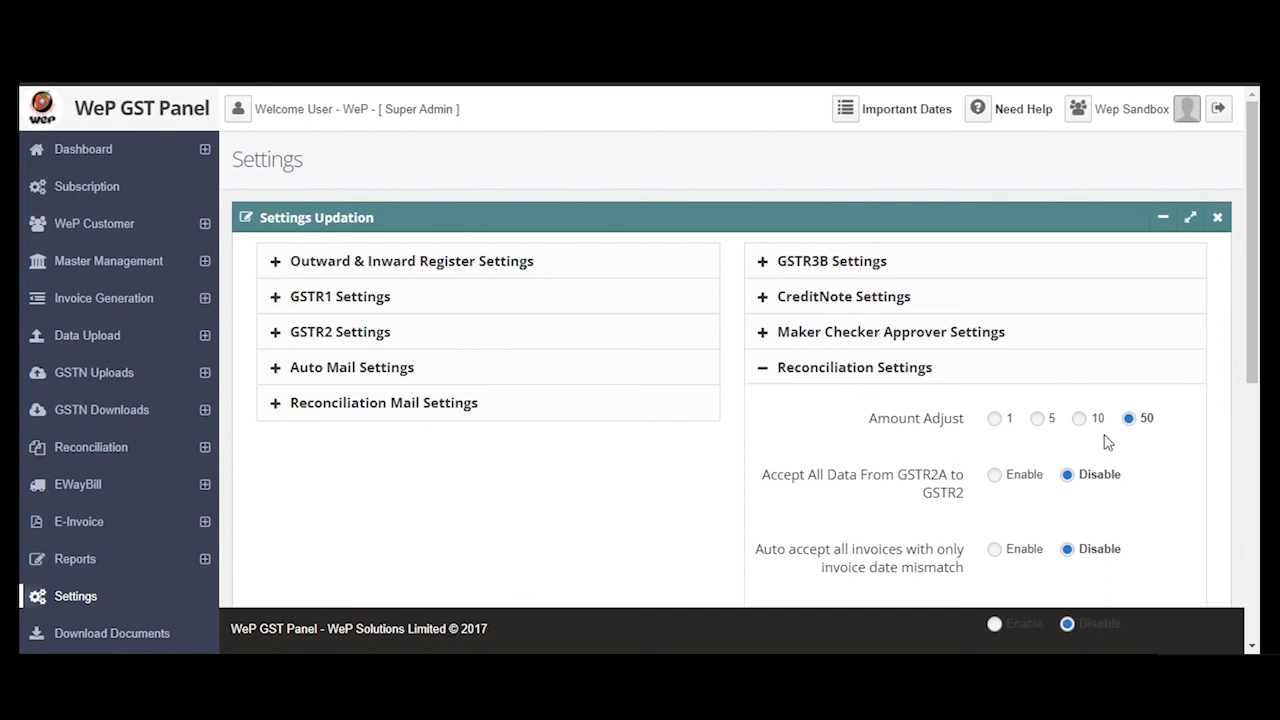 WeP
WeP GST Panel
Welcome User - WeP - [ Super Admin ]
Important Dates
Need Help
Wep Sandbox
Dashboard
Subscription
WeP Customer
Master Management
Invoice Generation
Data Upload
GSTN Uploads
GSTN Downloads
Reconciliation
EWayBill
E-Invoice
Reports
Settings
Download Documents
Settings
Settings Updation
Outward & Inward Register Settings
GSTR1 Settings
GSTR2 Settings
Auto Mail Settings
Reconciliation Mail Settings
GSTR3B Settings
CreditNote Settings
Maker Checker Approver Settings
Reconciliation Settings
Amount Adjust 1 5 10 50
Accept All Data From GSTR2A to
GSTR2
Enable Disable
Auto accept all invoices with only
invoice date mismatch
Enable Disable
Enable Disable
WeP GST Panel - WeP Solutions Limited © 2017